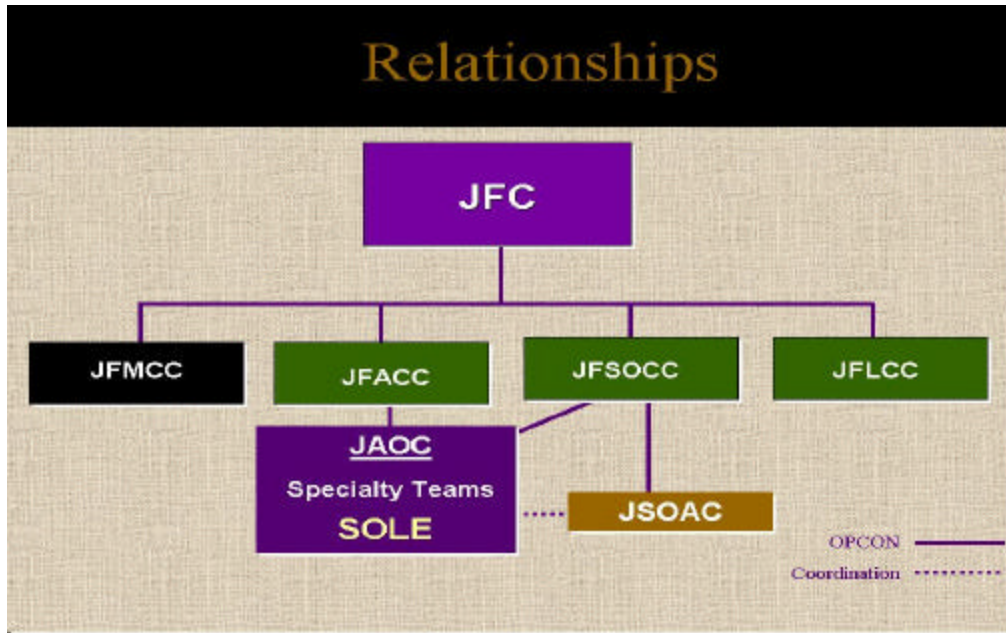 Relationships
JFC
JFMCC
JFACC
JFSOCC
JFLCC
JAOC
Specialty Teams
SOLE
JSOAC
OPCON
Coordination